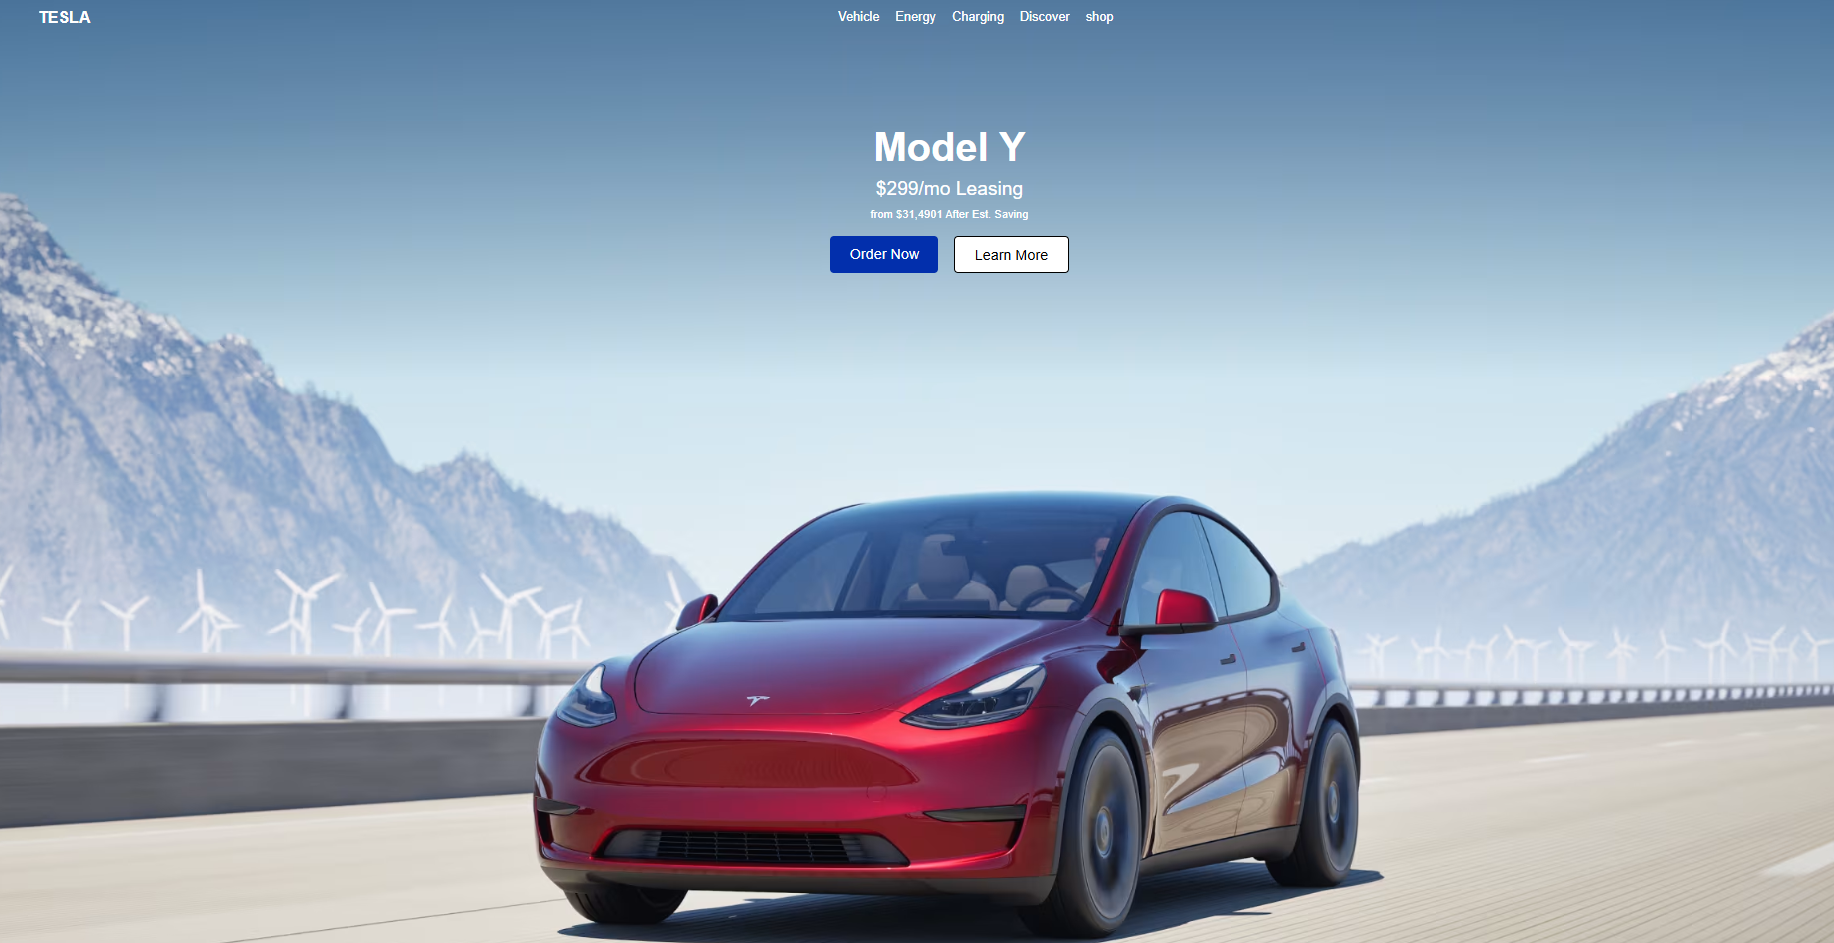 TESLA
Vehicle Energy Charging Discover shop
Model Y
$299/mo Leasing
from $31,4901 After Est. Saving
Order Now Learn More